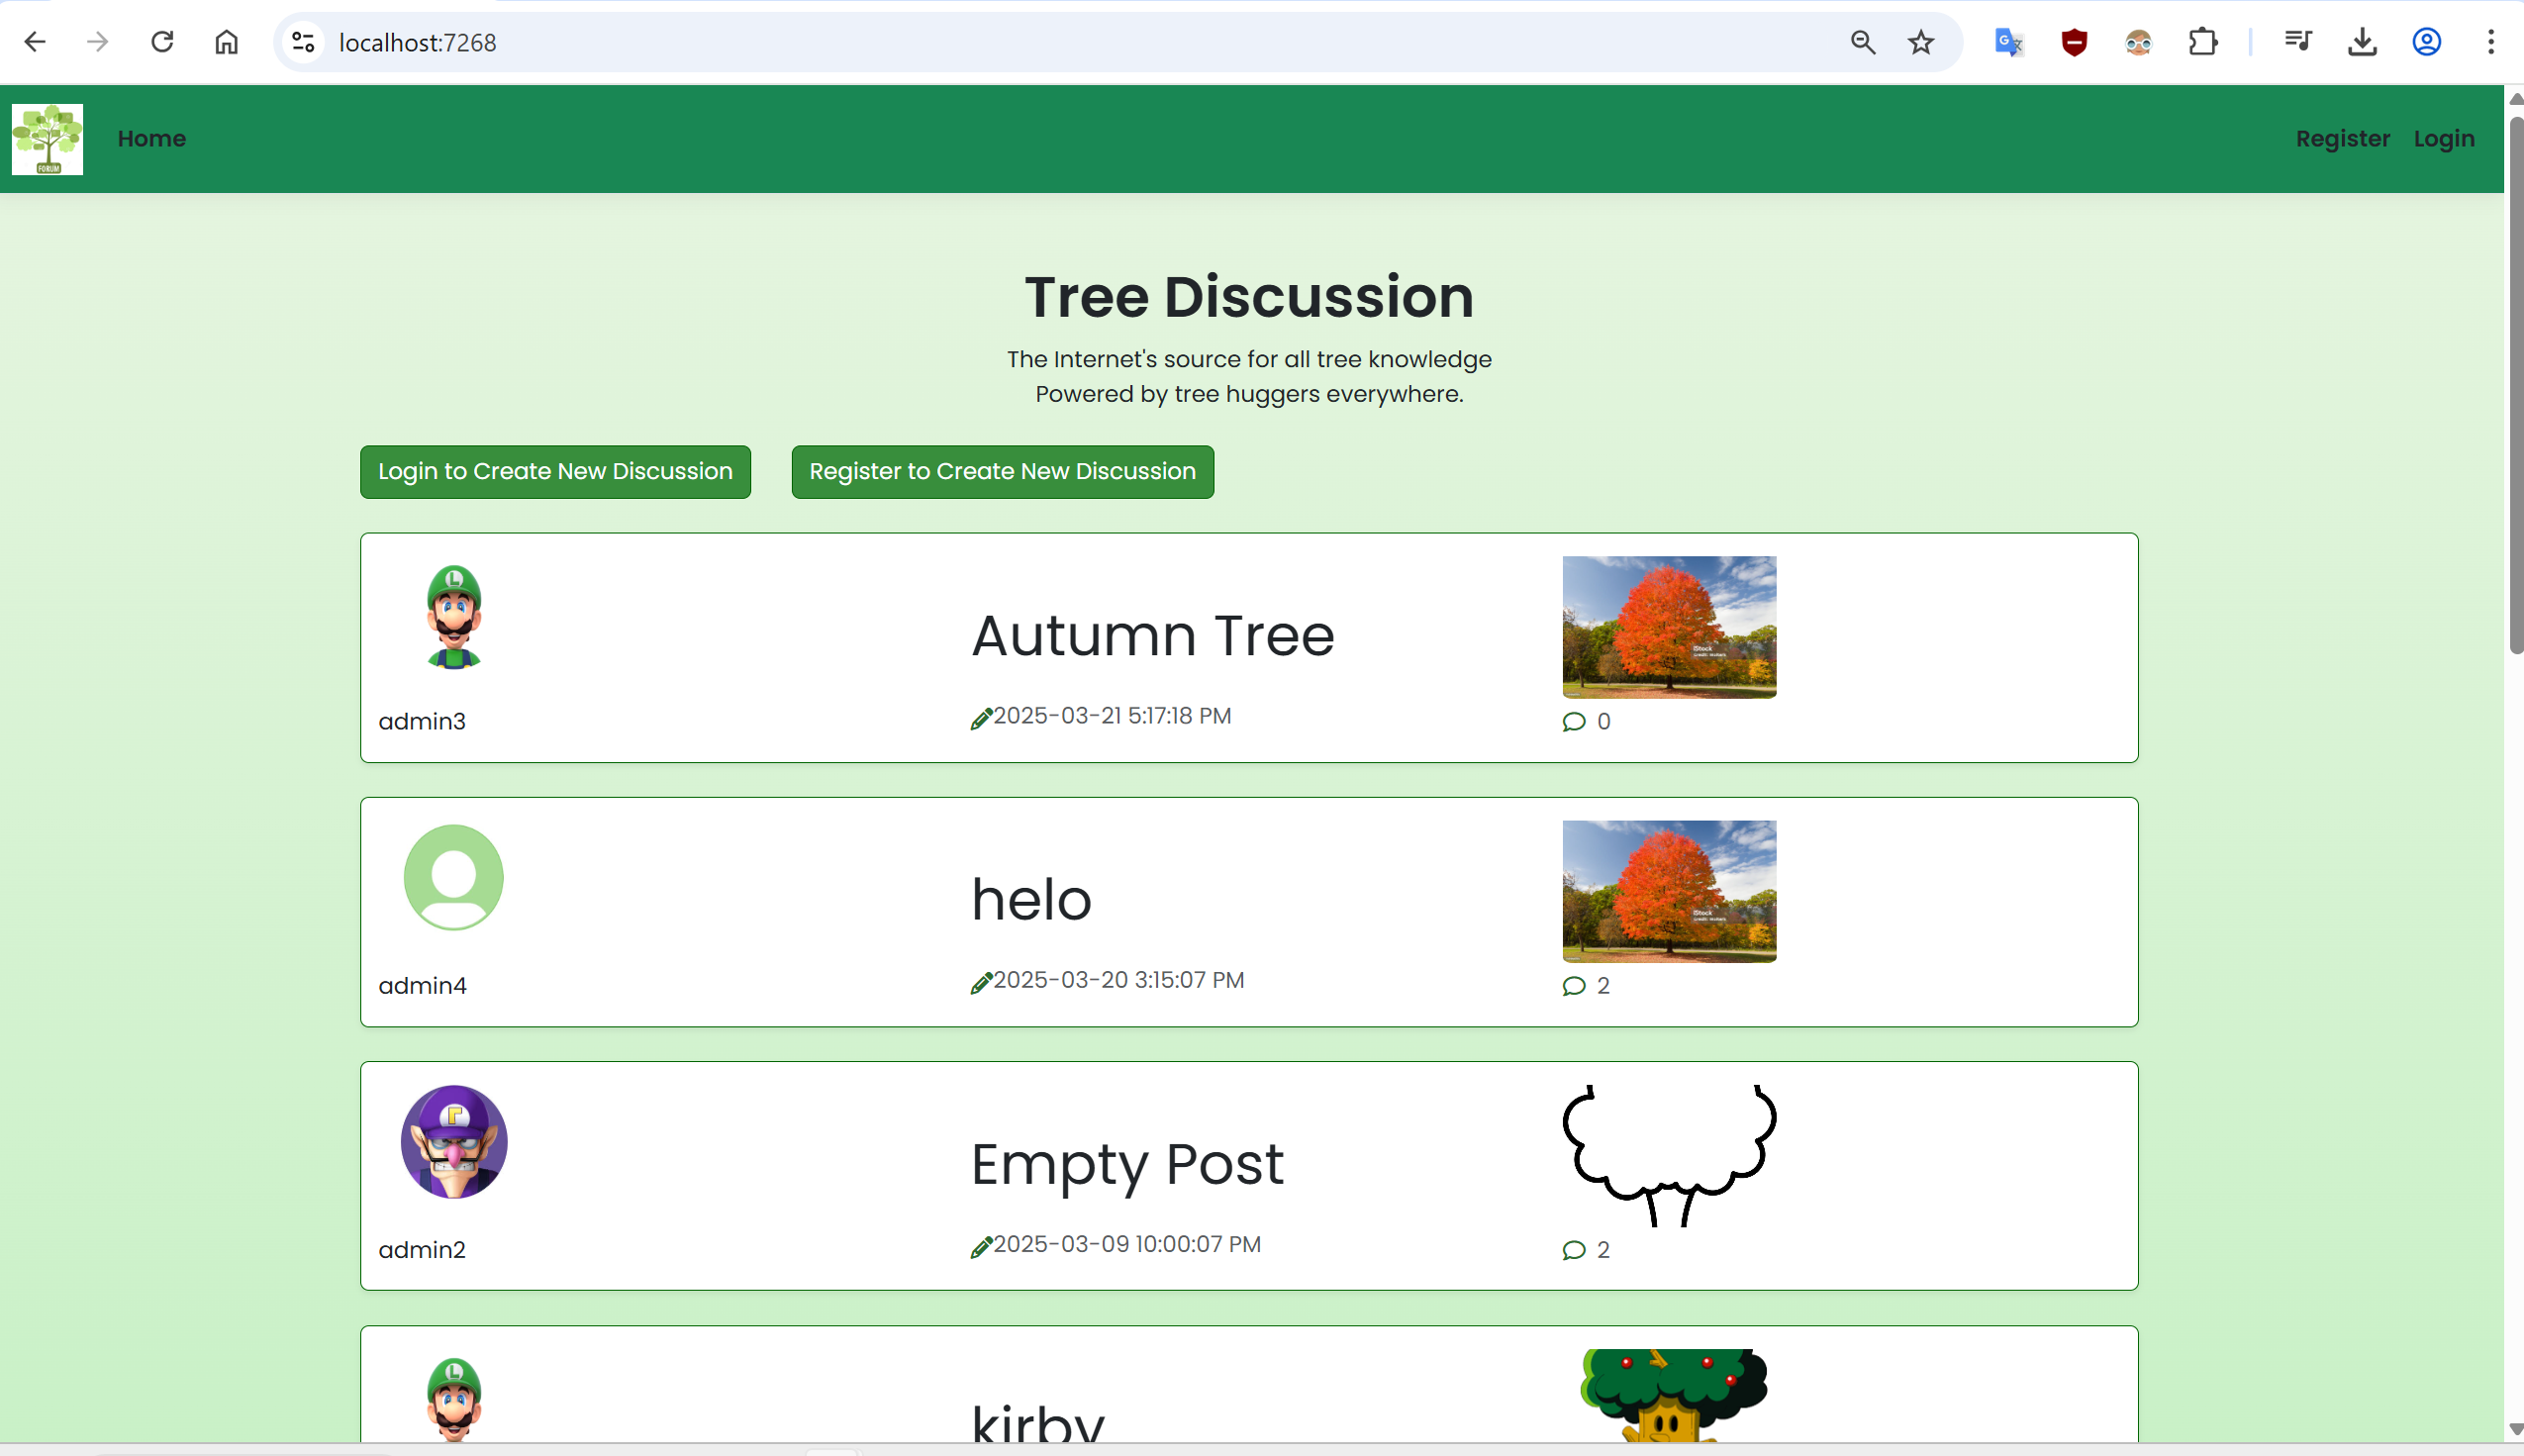 localhost:7268
FORUM
Home
Register
Login
Tree Discussion
The Internet's source for all tree knowledge
Powered by tree huggers everywhere.
Login to Create New Discussion
Register to Create New Discussion
Autumn Tree
iStock
2025-03-21 5:17:18 PM
admin3
0
helo
iStock
2025-03-20 3:15:07 PM
admin4
2
Empty Post
2025-03-09 10:00:07 PM
admin2
2
kirby